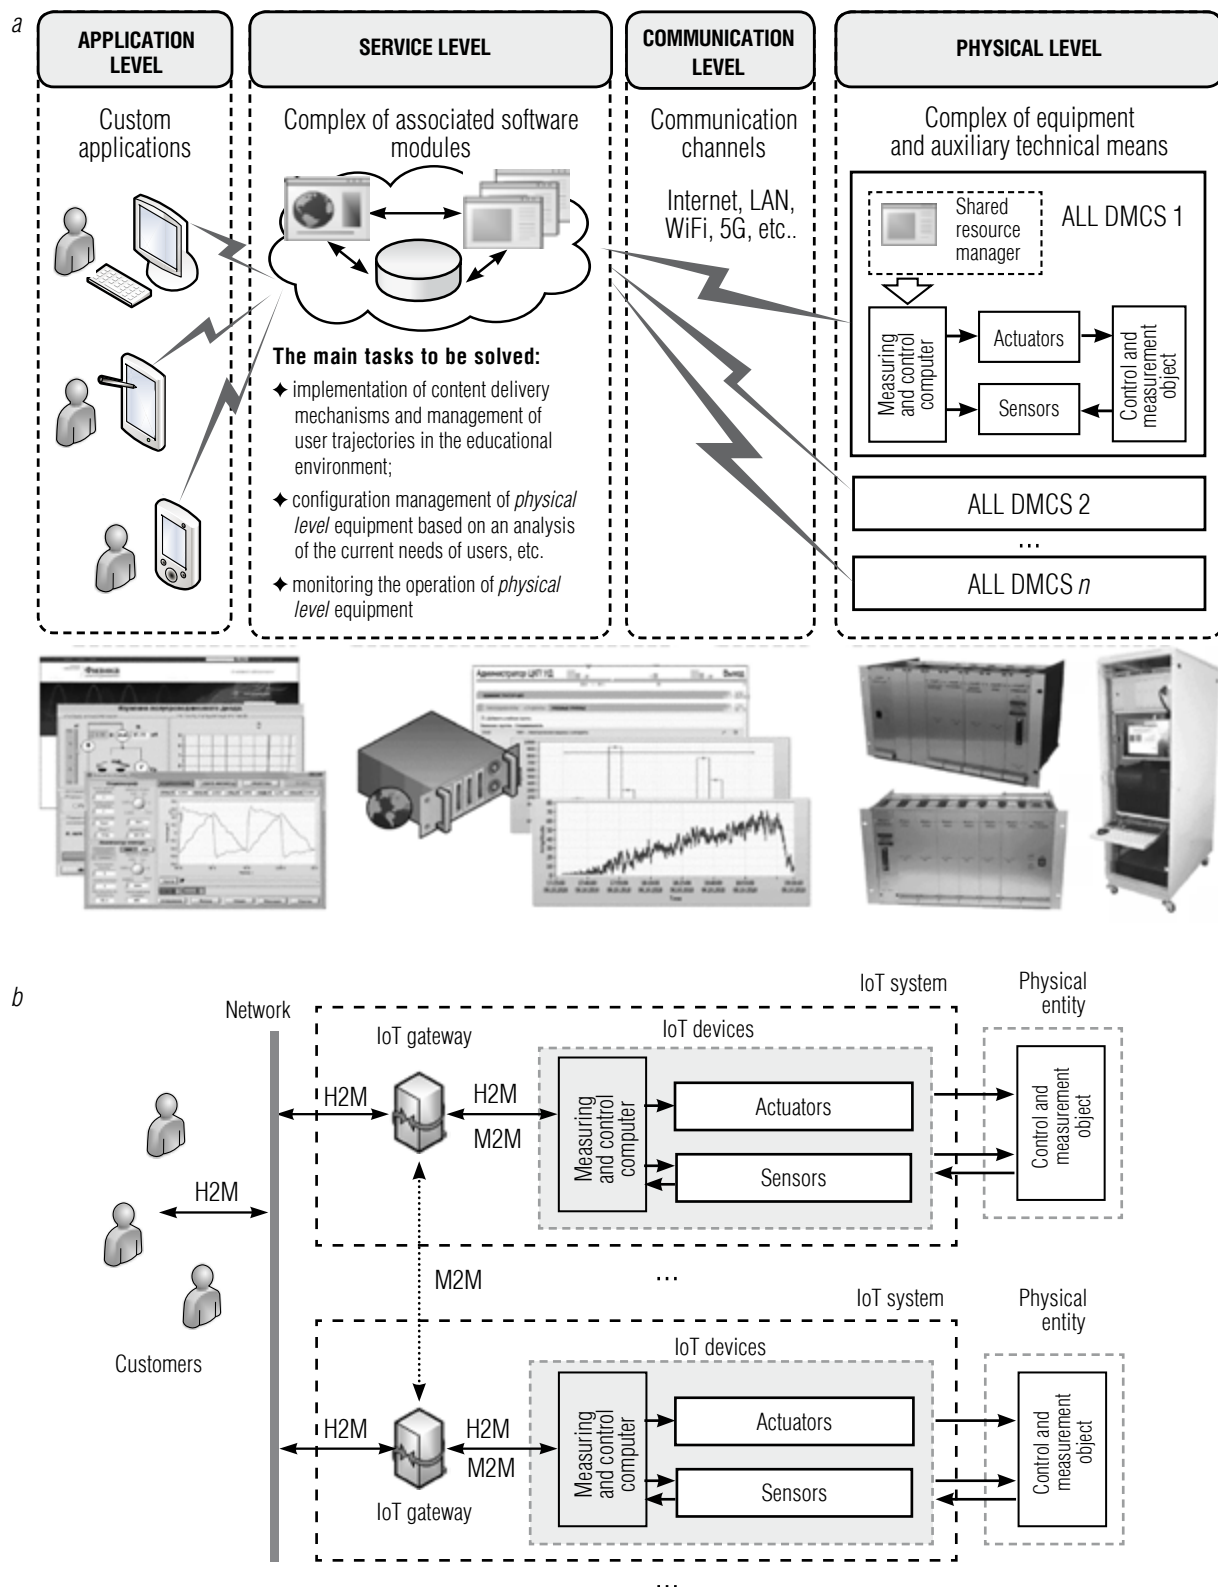 a
APPLICATION
LEVEL
SERVICE LEVEL
COMMUNICATION
LEVEL
PHYSICAL LEVEL
Custom
applications
Complex of associated software
modules
The main tasks to be solved:
✦ implementation of content delivery
mechanisms and management of
user trajectories in the educational
environment;
✦ configuration management of physical
level equipment based on an analysis
of the current needs of users, etc.
✦ monitoring the operation of physical
level equipment
Communication
channels
Internet, LAN,
WiFi, 5G, etc..
Complex of equipment
and auxiliary technical means
Shared
resource
manager
ALL DMCS 1
Measuring
and control
computer
Actuators
Sensors
Control and
measurement
object
ALL DMCS 2
...
ALL DMCS n
Физика
Администратор ЦКП УД
Выход
Time
b
Network
IoT system
Physical
entity
IoT gateway
IoT devices
H2M
H2M
M2M
Measuring
and control
computer
Actuators
Sensors
Control and
measurement
object
H2M
Customers
M2M
...
IoT system
Physical
entity
IoT devices
H2M
H2M
M2M
IoT gateway
Measuring
and control
computer
Actuators
Sensors
Control and
measurement
object
...